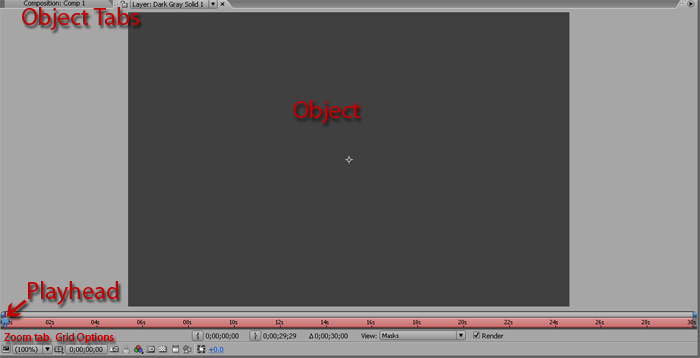 Composition: Comp 1 Layer: Dark Gray Solid 1
Object Tabs
Object
Playhead
02s 04s 06s 08s 10s 12s 14s 16s 18s 20s 22s 24s 26s 28s 30s
Zoom tab Grid Options { 0;00;00;00 } 0;00;29;29 Δ 0;00;30;00 View: Masks Render
(100%) 0;00;00;00 +0.0